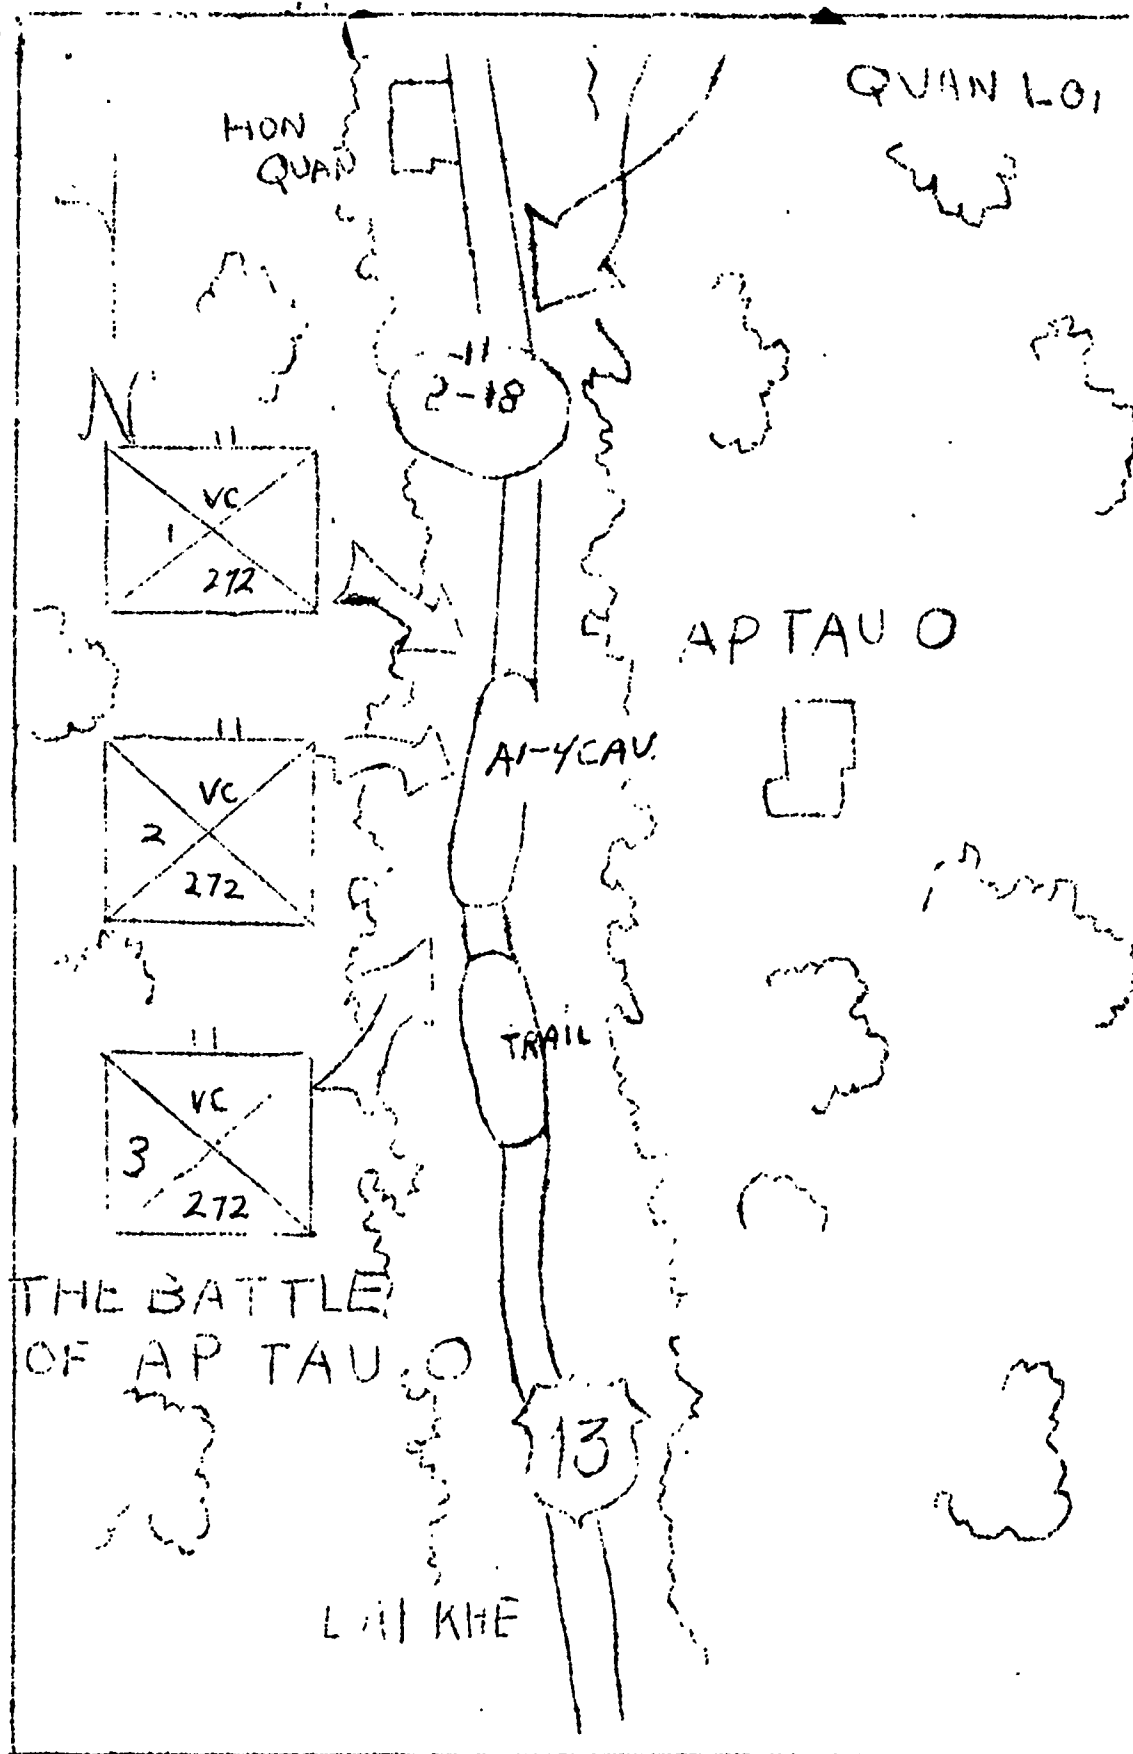 QUAN LOI
HON
QUAN
2-18
N
VC
1
272
AP TAU O
A1-4CAV.
VC
2
272
TRAIL
VC
3
272
THE BATTLE
OF AP TAU O
13
LAI KHE